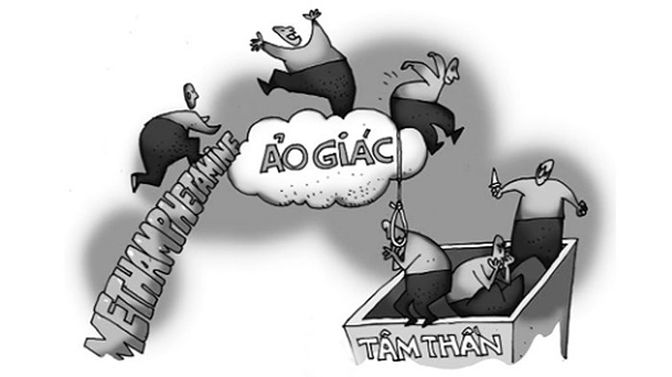 METHAMPHETAMINE
ẢO GIÁC
TÂM THẦN